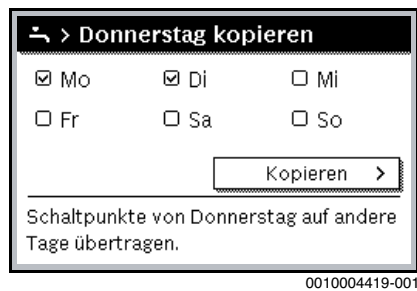 > Donnerstag kopieren
Mo Di Mi
Fr Sa So
Kopieren >
Schaltpunkte von Donnerstag auf andere
Tage übertragen.
0010004419-001